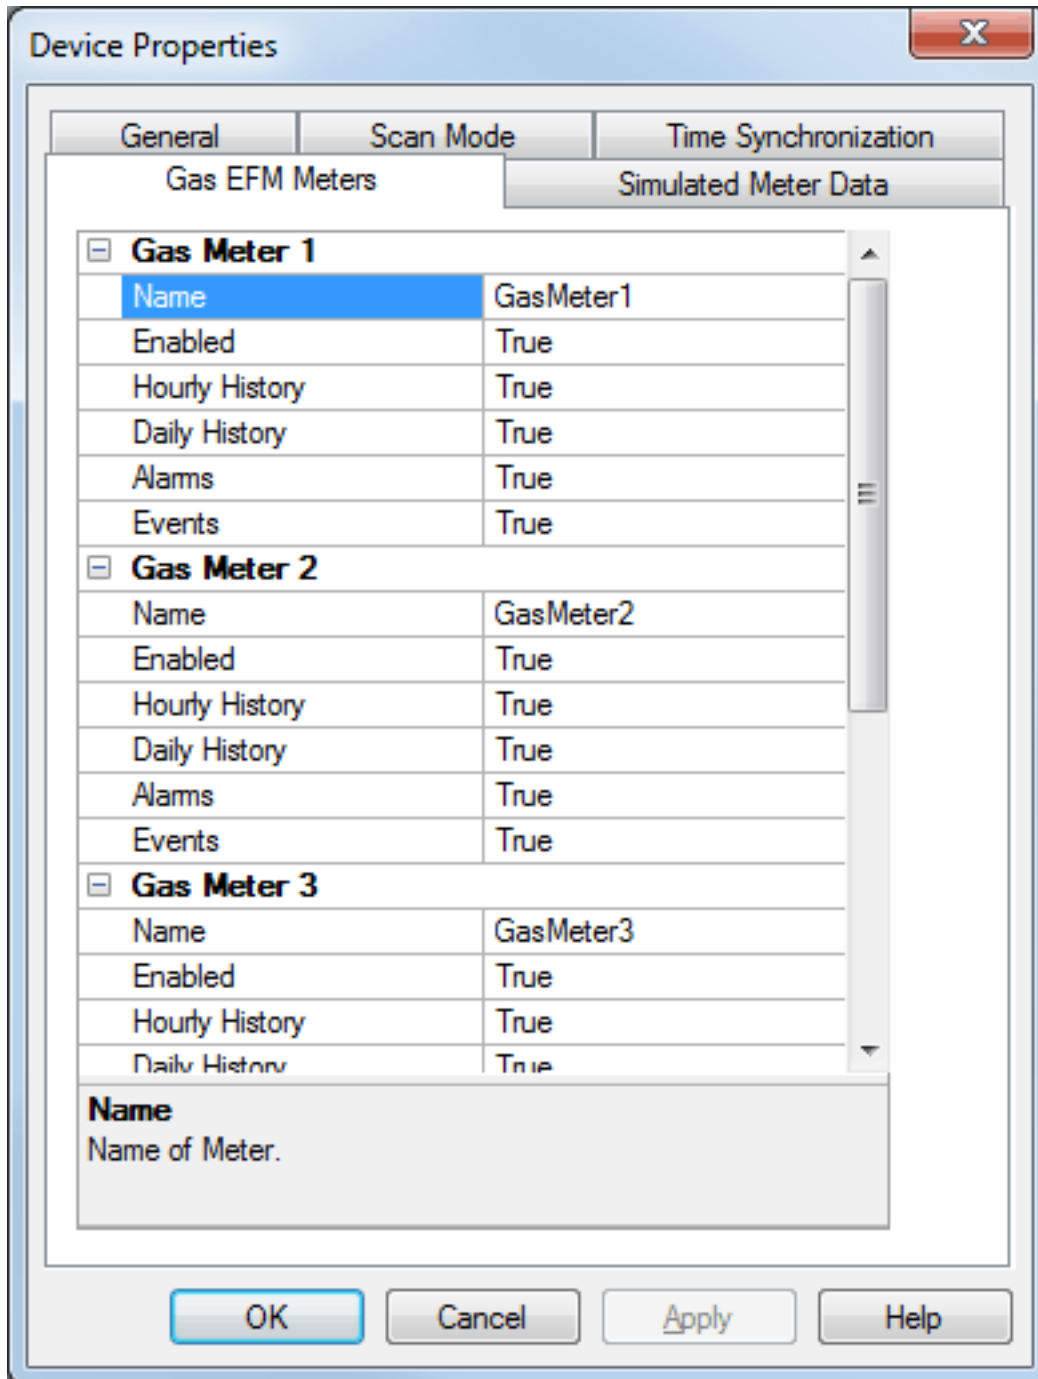 Device Properties
General Scan Mode Time Synchronization
Gas EFM Meters Simulated Meter Data
Gas Meter 1
Name GasMeter1
Enabled True
Hourly History True
Daily History True
Alarms True
Events True
Gas Meter 2
Name GasMeter2
Enabled True
Hourly History True
Daily History True
Alarms True
Events True
Gas Meter 3
Name GasMeter3
Enabled True
Hourly History True
Daily History True
Name
Name of Meter.
OK Cancel Apply Help